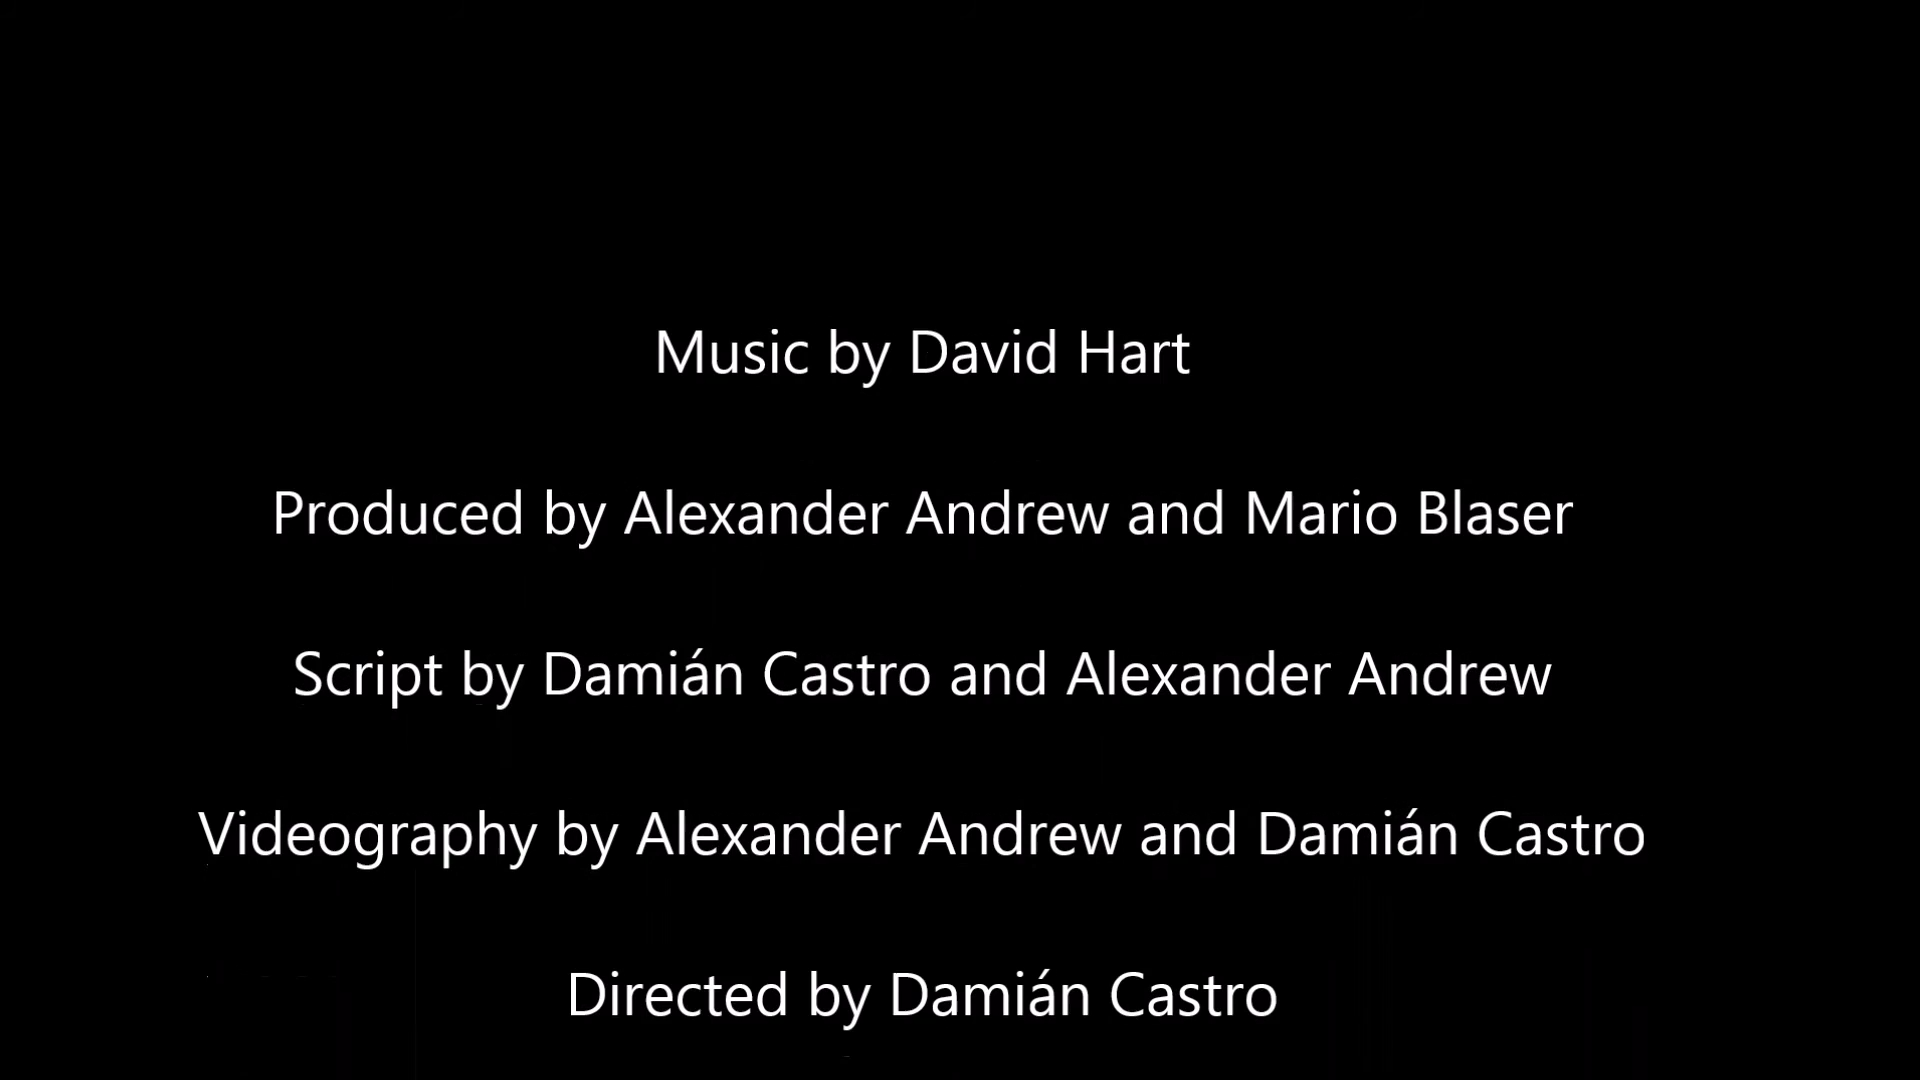 Music by David Hart
Produced by Alexander Andrew and Mario Blaser
Script by Damián Castro and Alexander Andrew
Videography by Alexander Andrew and Damián Castro
Directed by Damián Castro